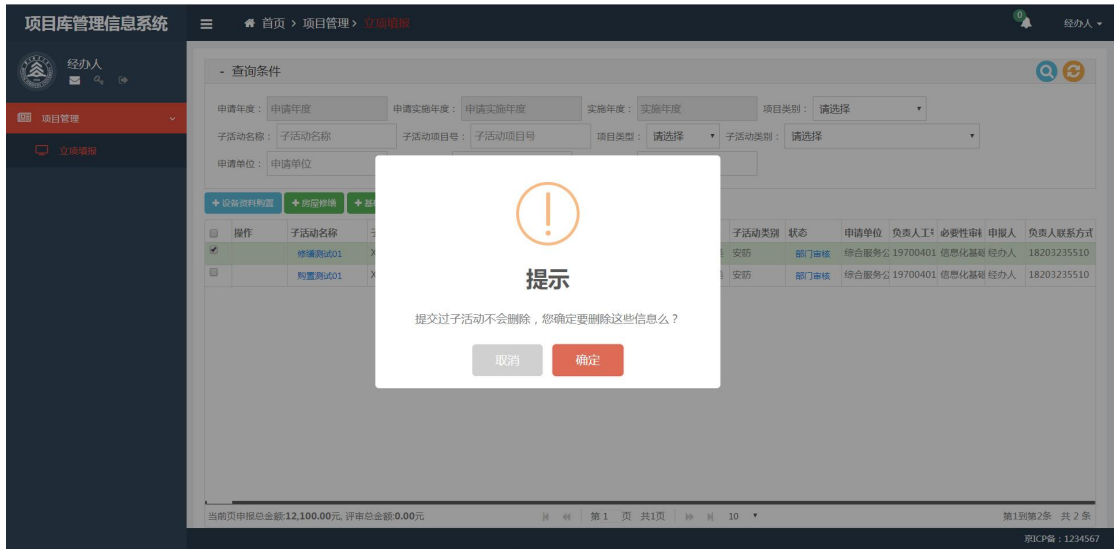 项目库管理信息系统
首页 > 项目管理 > 立项填报
0
经办人
经办人
项目管理
立项填报
- 查询条件
申请年度： 申请年度 申请实施年度： 申请实施年度 实施年度： 实施年度 项目类别： 请选择
子活动名称： 子活动名称 子活动项目号： 子活动项目号 项目类型： 请选择 子活动类别： 请选择
申请单位： 申请单位
+设备资料购置 +房屋修缮
操作 子活动名称 子活动类别 状态 申请单位 负责人工 必要性审 申报人 负责人联系方式
修缮测试01 X 安防 部门审核 综合服务公 19700401 信息化基础 经办人 18203235510
购置测试01 X 安防 部门审核 综合服务公 19700401 信息化基础 经办人 18203235510
提示
提交过子活动不会删除，您确定要删除这些信息么？
取消 确定
当前页申报总金额:12,100.00元, 评审总金额:0.00元 第 1 页 共1页 10 第1到第2条 共 2 条
京ICP备：1234567